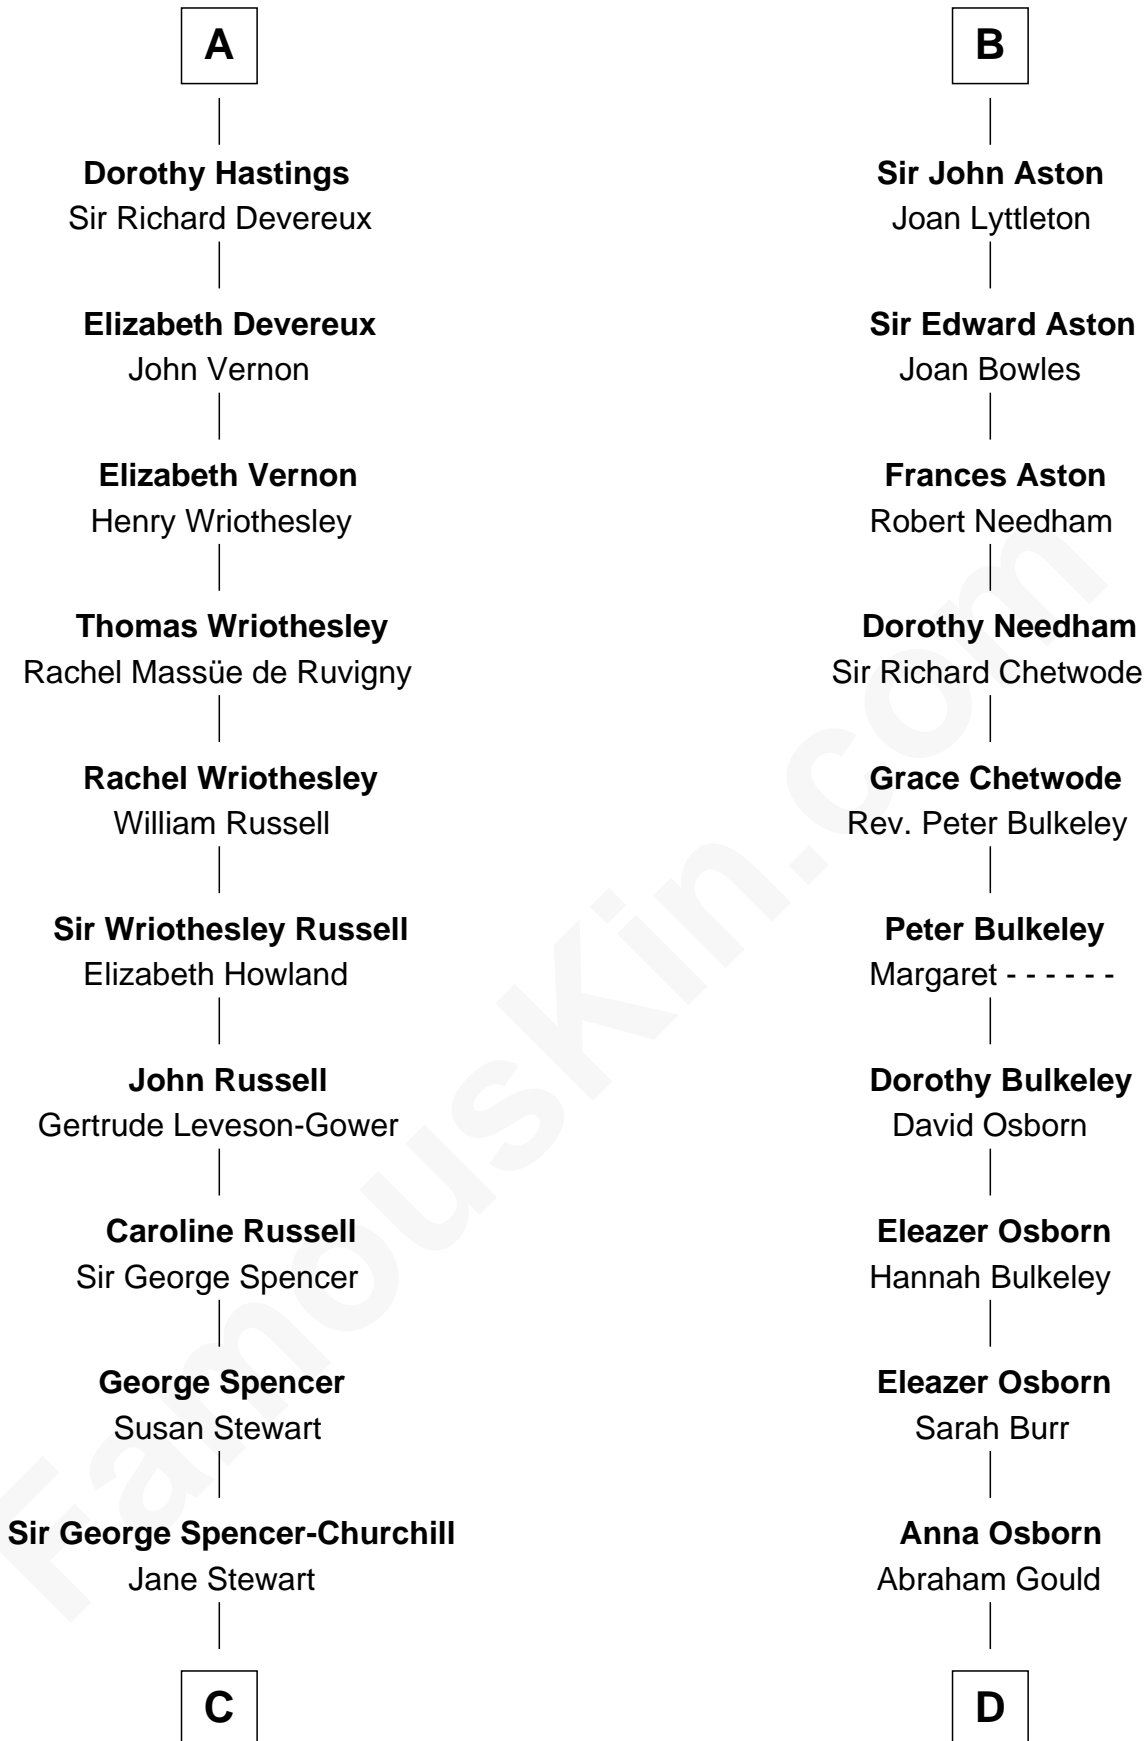 A
Dorothy Hastings
Sir Richard Devereux
Elizabeth Devereux
John Vernon
Elizabeth Vernon
Henry Wriothesley
Thomas Wriothesley
Rachel Massüe de Ruvigny
Rachel Wriothesley
William Russell
Sir Wriothesley Russell
Elizabeth Howland
John Russell
Gertrude Leveson-Gower
Caroline Russell
Sir George Spencer
George Spencer
Susan Stewart
Sir George Spencer-Churchill
Jane Stewart
C
B
Sir John Aston
Joan Lyttleton
Sir Edward Aston
Joan Bowles
Frances Aston
Robert Needham
Dorothy Needham
Sir Richard Chetwode
Grace Chetwode
Rev. Peter Bulkeley
Peter Bulkeley
Margaret - - - - - -
Dorothy Bulkeley
David Osborn
Eleazer Osborn
Hannah Bulkeley
Eleazer Osborn
Sarah Burr
Anna Osborn
Abraham Gould
D
FamousKin.com